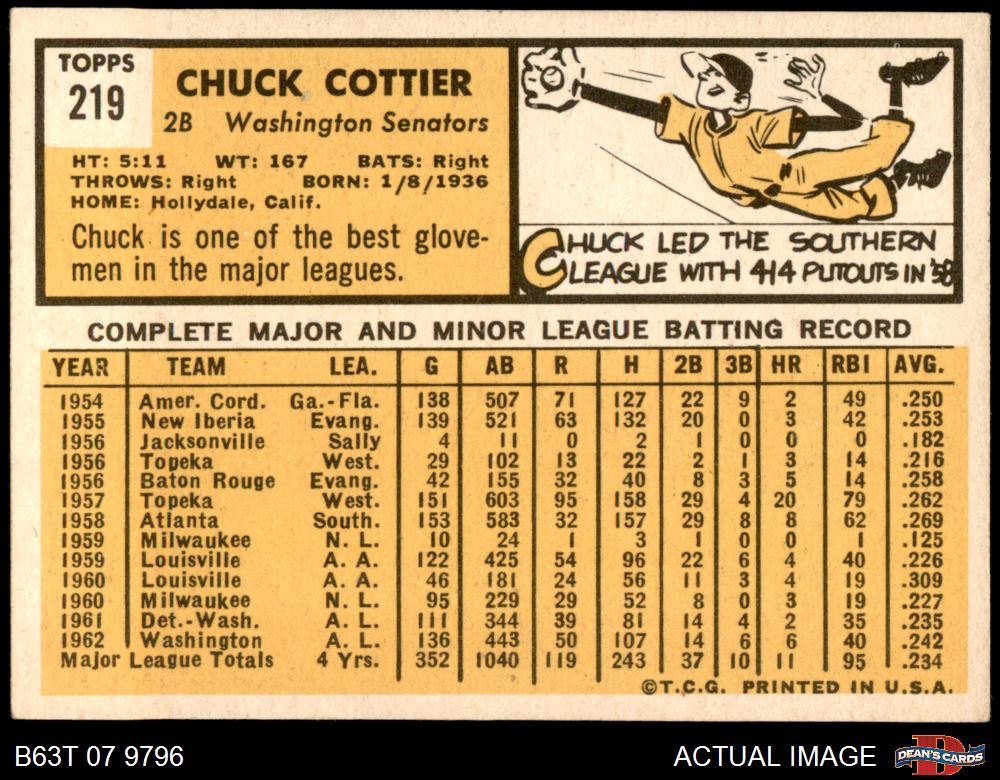 TOPPS
219
CHUCK COTTIER
2B Washington Senators
HT: 5:11 WT: 167 BATS: Right
THROWS: Right BORN: 1/8/1936
HOME: Hollydale, Calif.
Chuck is one of the best glove-
men in the major leagues.
CHUCK LED THE SOUTHERN
LEAGUE WITH 414 PUTOUTS IN '58
COMPLETE MAJOR AND MINOR LEAGUE BATTING RECORD
YEAR TEAM LEA. G AB R H 2B 3B HR RBI AVG.
1954 Amer. Cord. Ga.-Fla. 138 507 71 127 22 9 2 49 .250
1955 New Iberia Evang. 139 521 63 132 20 0 3 42 .253
1956 Jacksonville Sally 4 11 0 2 1 0 0 0 .182
1956 Topeka West. 29 102 13 22 2 1 3 14 .216
1956 Baton Rouge Evang. 42 155 32 40 8 3 5 14 .258
1957 Topeka West. 151 603 95 158 29 4 20 79 .262
1958 Atlanta South. 153 583 32 157 29 8 8 62 .269
1959 Milwaukee N. L. 10 24 1 3 1 0 0 1 .125
1959 Louisville A. A. 122 425 54 96 22 6 4 40 .226
1960 Louisville A. A. 46 181 24 56 11 3 4 19 .309
1960 Milwaukee N. L. 95 229 29 52 8 0 3 19 .227
1961 Det.-Wash. A. L. 111 344 39 81 14 4 2 35 .235
1962 Washington A. L. 136 443 50 107 14 6 6 40 .242
Major League Totals 4 Yrs. 352 1040 119 243 37 10 11 95 .234
©T.C.G. PRINTED IN U.S.A.
B63T 07 9796 ACTUAL IMAGE D DEAN'S CARDS